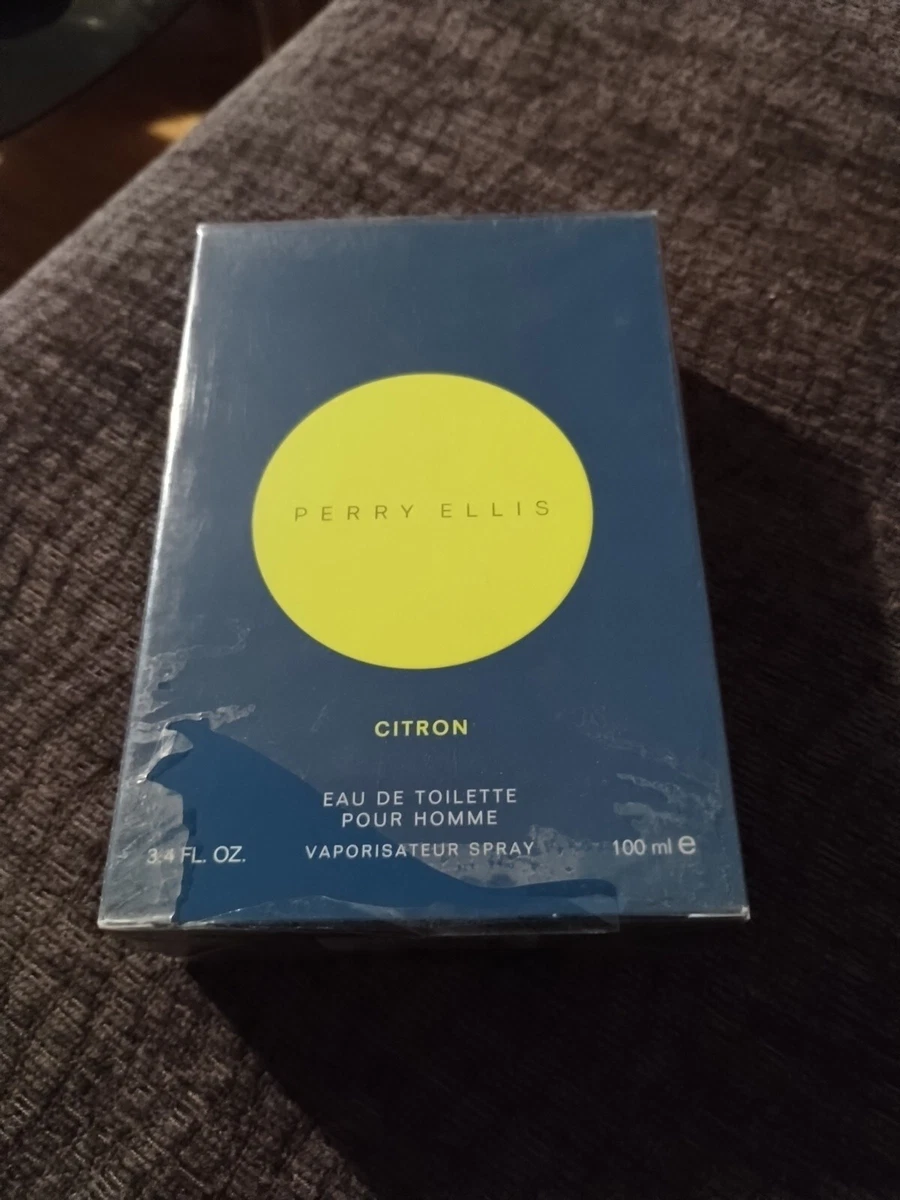 PERRY ELLIS
CITRON
EAU DE TOILETTE
POUR HOMME
3.4 FL. OZ. VAPORISATEUR SPRAY 100 ml ℮